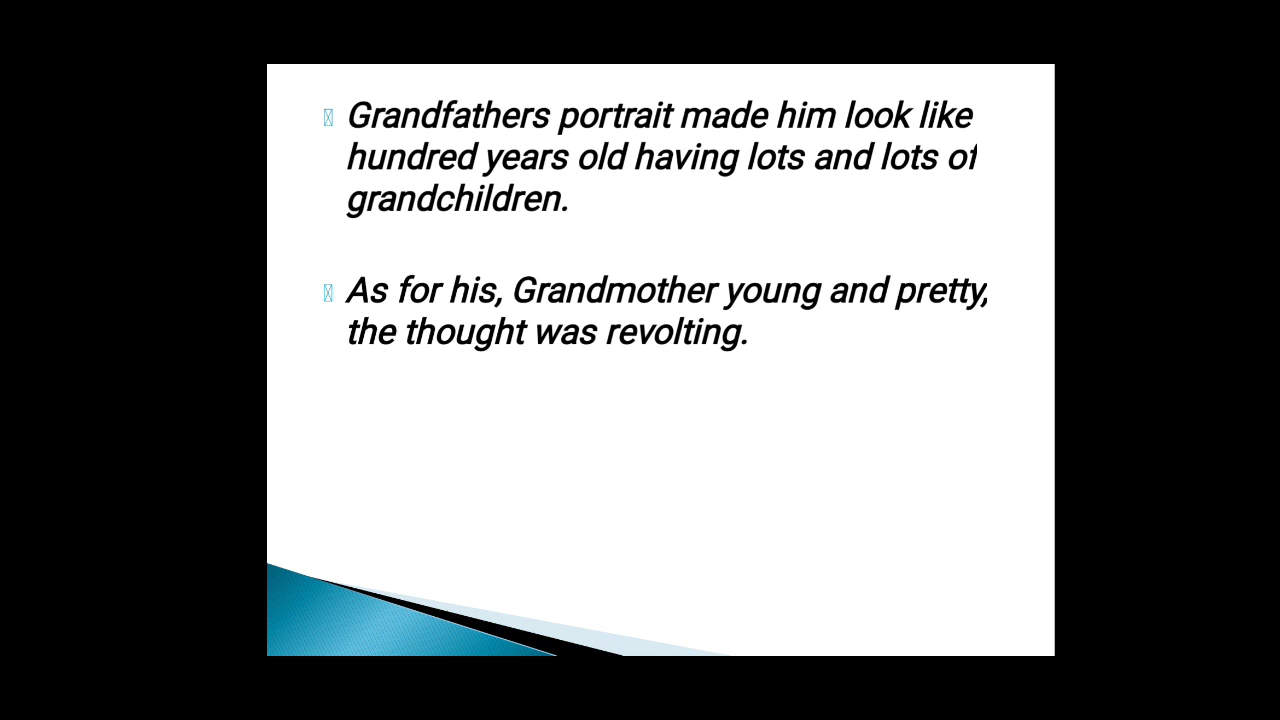 Grandfathers portrait made him look like
hundred years old having lots and lots of
grandchildren.
As for his, Grandmother young and pretty,
the thought was revolting.